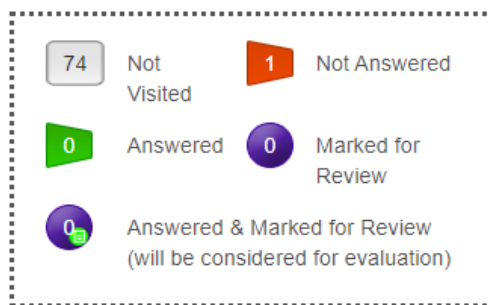 74 Not Visited
1 Not Answered
0 Answered
0 Marked for Review
0 Answered & Marked for Review
(will be considered for evaluation)